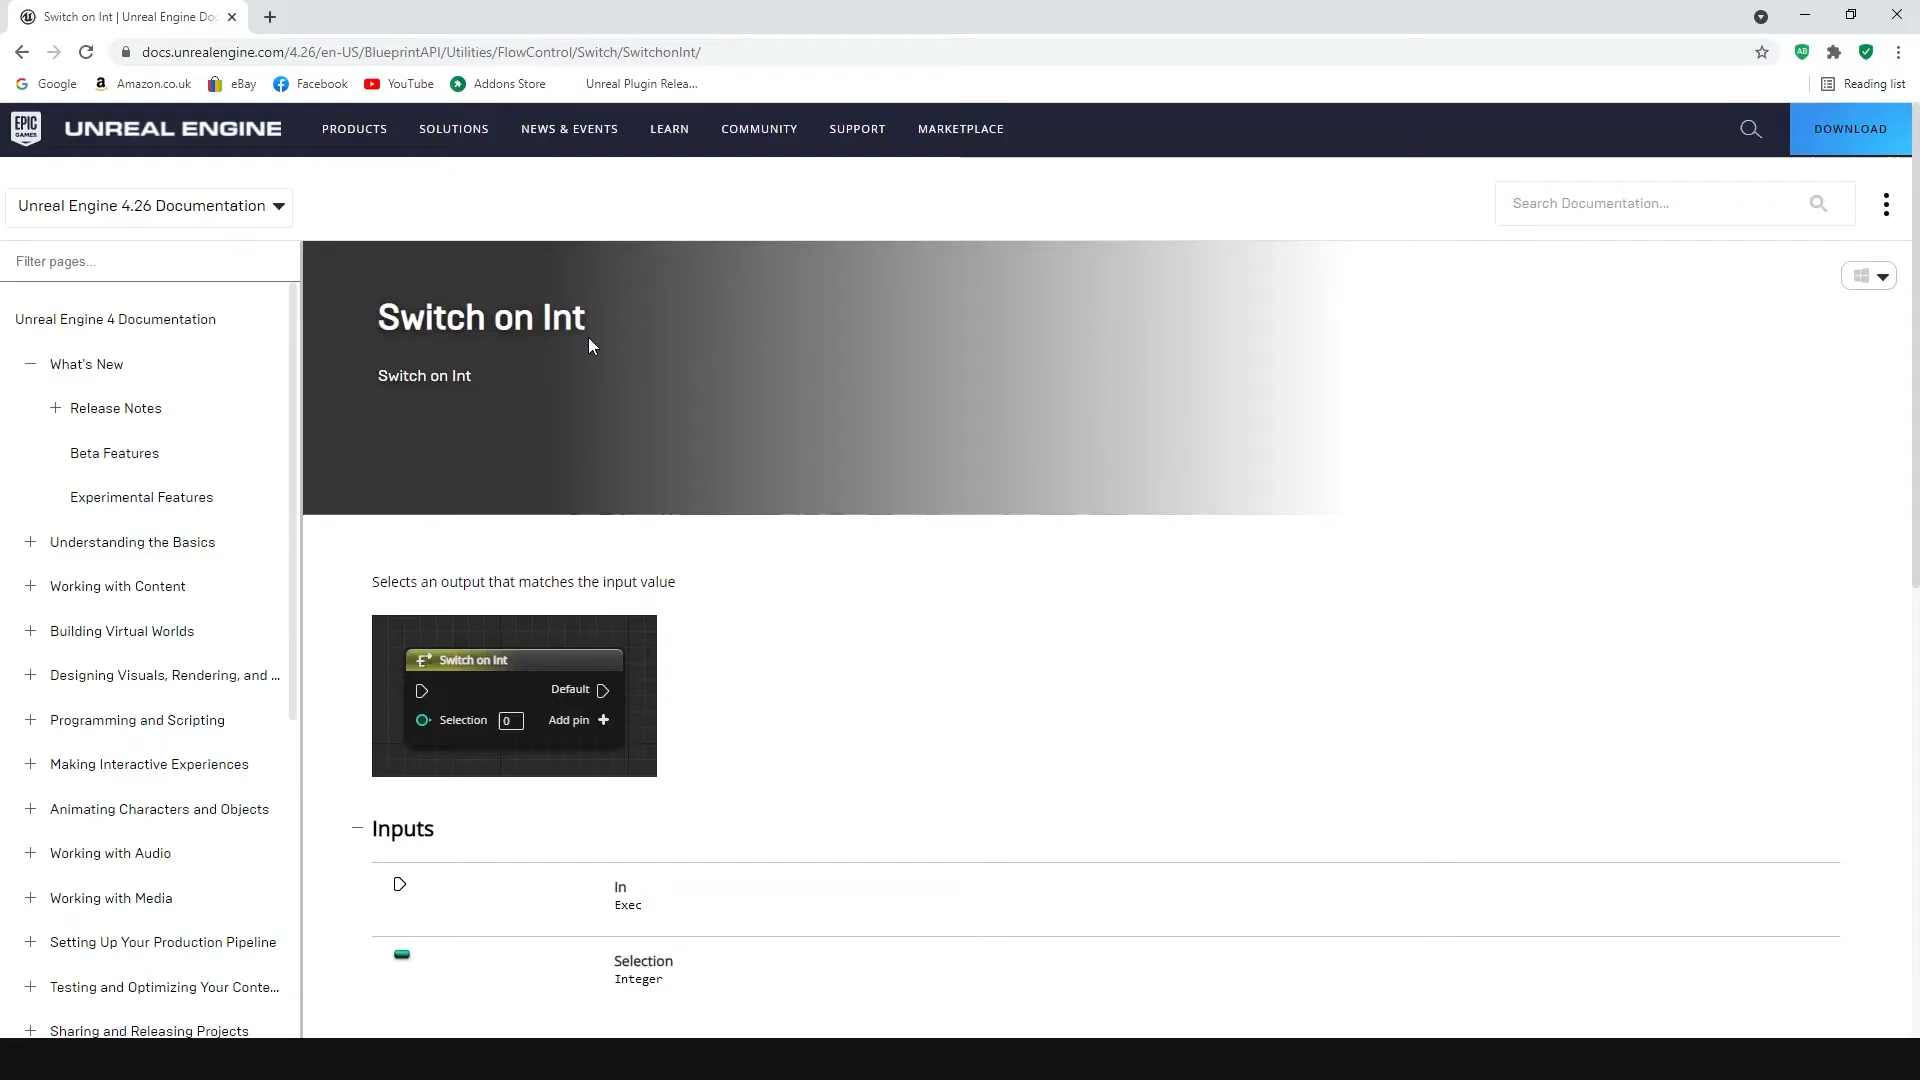 Switch on Int | Unreal Engine Do
docs.unrealengine.com/4.26/en-US/BlueprintAPI/Utilities/FlowControl/Switch/SwitchonInt/
Google
Amazon.co.uk
eBay
Facebook
YouTube
Addons Store
Unreal Plugin Relea...
Reading list
EPIC GAMES
UNREAL ENGINE
PRODUCTS
SOLUTIONS
NEWS & EVENTS
LEARN
COMMUNITY
SUPPORT
MARKETPLACE
DOWNLOAD
Unreal Engine 4.26 Documentation
Search Documentation...
Filter pages...
Unreal Engine 4 Documentation
What's New
Release Notes
Beta Features
Experimental Features
Understanding the Basics
Working with Content
Building Virtual Worlds
Designing Visuals, Rendering, and ...
Programming and Scripting
Making Interactive Experiences
Animating Characters and Objects
Working with Audio
Working with Media
Setting Up Your Production Pipeline
Testing and Optimizing Your Conte...
Sharing and Releasing Projects
Switch on Int
Switch on Int
Selects an output that matches the input value
Switch on Int
Default
Selection 0 Add pin
Inputs
In
Exec
Selection
Integer